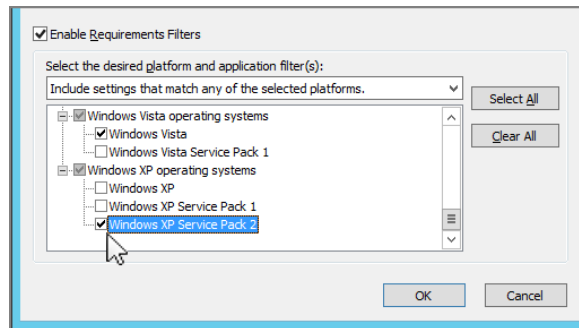 Enable Requirements Filters
Select the desired platform and application filter(s):
Include settings that match any of the selected platforms.
Select All
Windows Vista operating systems
Windows Vista
Clear All
Windows Vista Service Pack 1
Windows XP operating systems
Windows XP
Windows XP Service Pack 1
Windows XP Service Pack 2
OK
Cancel